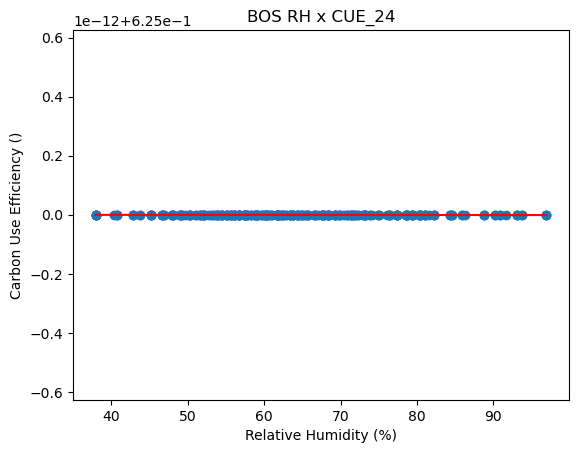 BOS RH x CUE_24
1e−12+6.25e−1
0.6
0.4
0.2
0.0
−0.2
−0.4
−0.6
Carbon Use Efficiency ()
40 50 60 70 80 90
Relative Humidity (%)